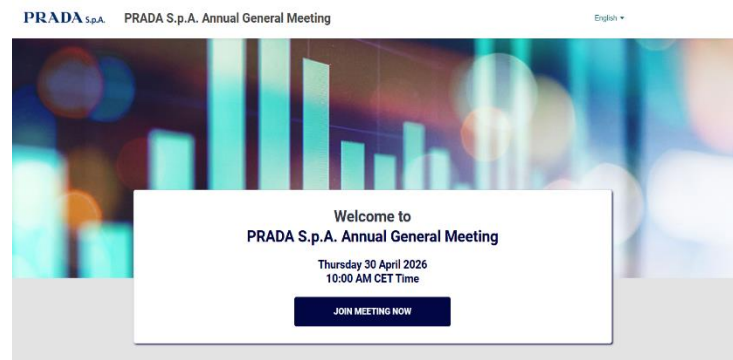 PRADA S.p.A. PRADA S.p.A. Annual General Meeting English
Welcome to
PRADA S.p.A. Annual General Meeting
Thursday 30 April 2026
10:00 AM CET Time
JOIN MEETING NOW